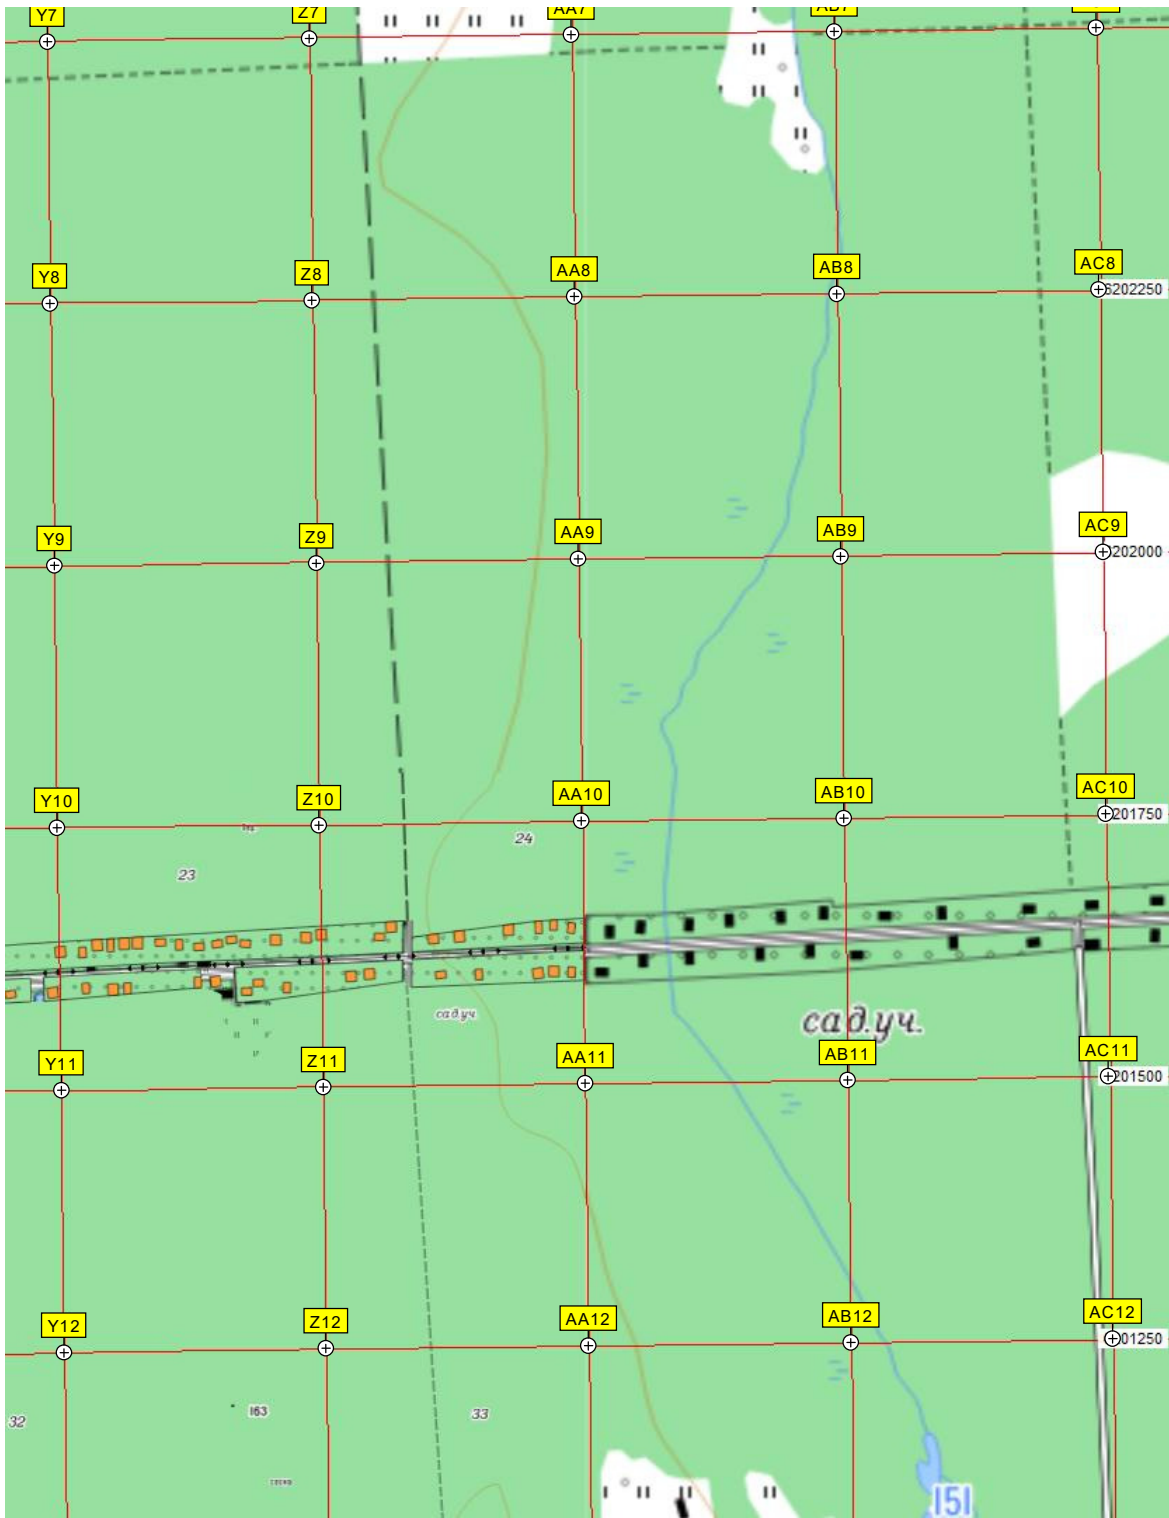 Y7
Z7
AA7
AB7
Y8
Z8
AA8
AB8
AC8
6202250
Y9
Z9
AA9
AB9
AC9
202000
Y10
Z10
AA10
AB10
AC10
201750
24
23
сад.уч.
сад.уч.
Y11
Z11
AA11
AB11
AC11
201500
Y12
Z12
AA12
AB12
AC12
01250
32
163
33
151